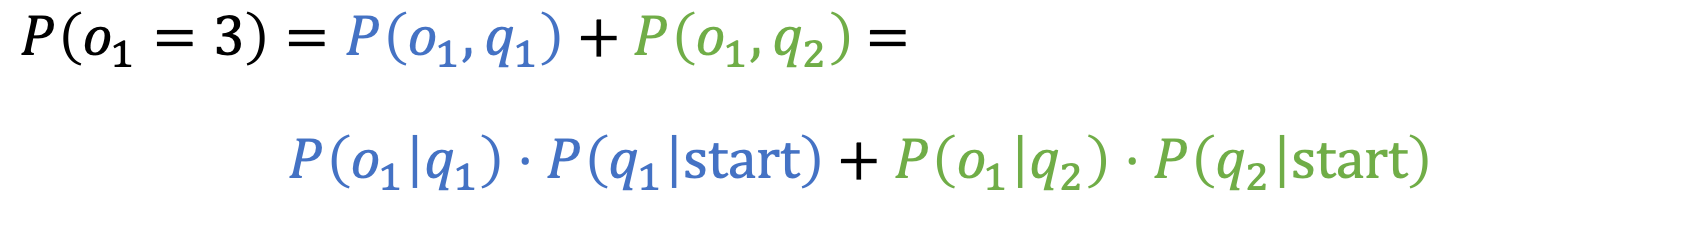 P(o₁ = 3) = P(o₁, q₁) + P(o₁, q₂) =
P(o₁|q₁) · P(q₁|start) + P(o₁|q₂) · P(q₂|start)